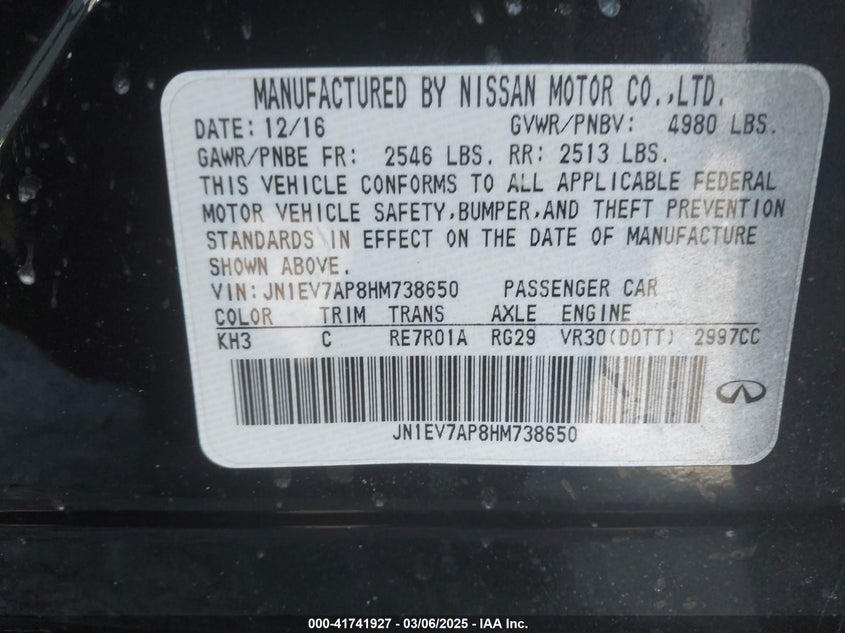 MANUFACTURED BY NISSAN MOTOR CO.,LTD.
DATE: 12/16 GVWR/PNBV: 4980 LBS.
GAWR/PNBE FR: 2546 LBS. RR: 2513 LBS.
THIS VEHICLE CONFORMS TO ALL APPLICABLE FEDERAL
MOTOR VEHICLE SAFETY,BUMPER,AND THEFT PREVENTION
STANDARDS IN EFFECT ON THE DATE OF MANUFACTURE
SHOWN ABOVE.
VIN: JN1EV7AP8HM738650 PASSENGER CAR
COLOR TRIM TRANS AXLE ENGINE
KH3 C RE7R01A RG29 VR30(DDTT) 2997CC
JN1EV7AP8HM738650
000-41741927 - 03/06/2025 - IAA Inc.